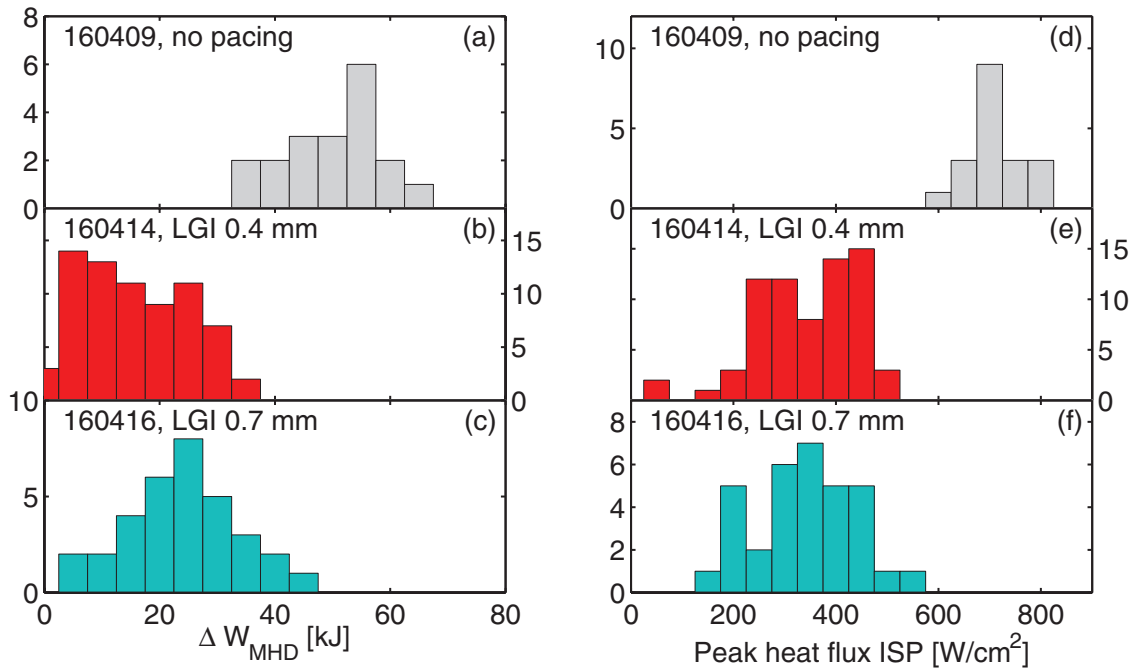 160409, no pacing (a)
8
6
4
2
0
160414, LGI 0.4 mm (b)
15
10
5
0
160416, LGI 0.7 mm (c)
10
5
0
0 20 40 60 80
Δ W_MHD [kJ]
160409, no pacing (d)
10
5
0
160414, LGI 0.4 mm (e)
15
10
5
0
160416, LGI 0.7 mm (f)
8
6
4
2
0
0 200 400 600 800
Peak heat flux ISP [W/cm²]